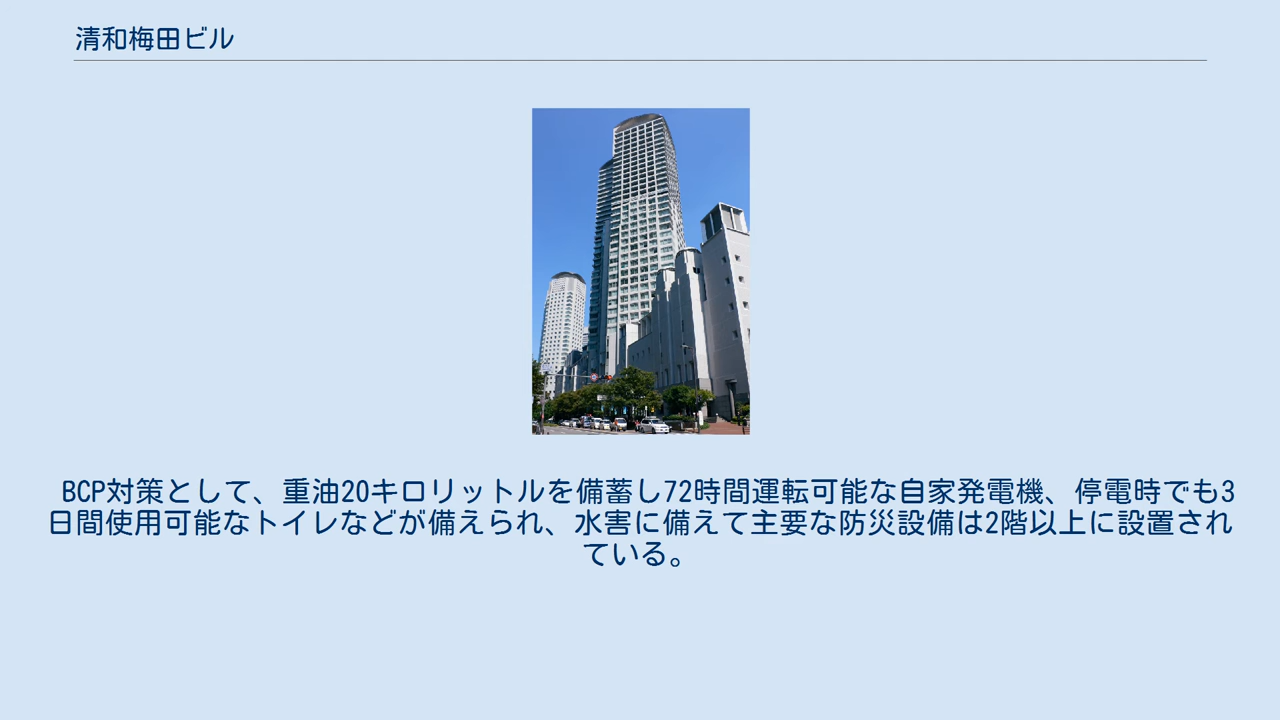 清和梅田ビル
BCP対策として、重油20キロリットルを備蓄し72時間運転可能な自家発電機、停電時でも3
日間使用可能なトイレなどが備えられ、水害に備えて主要な防災設備は2階以上に設置され
ている。